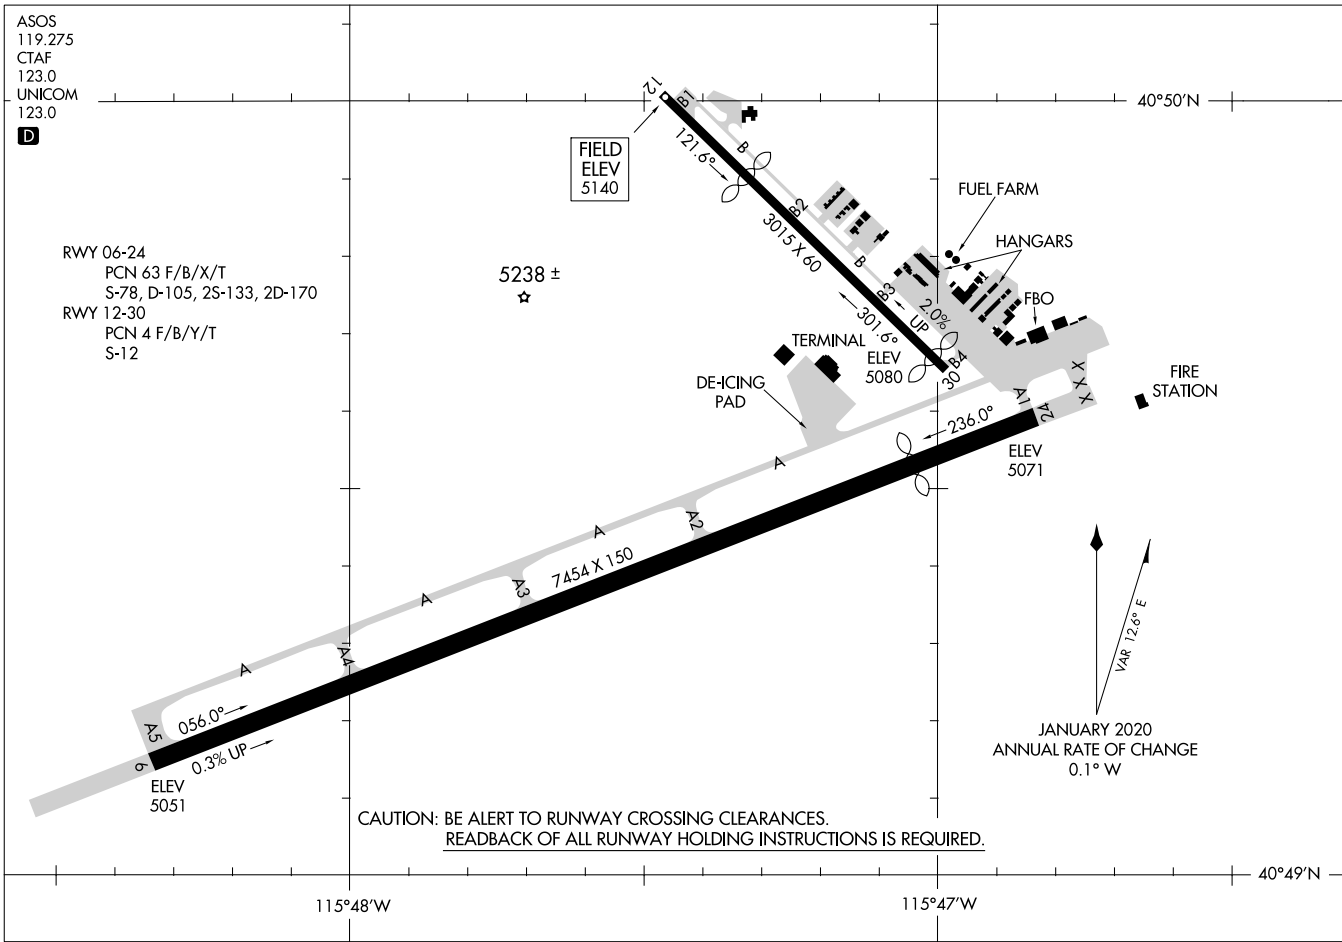 ASOS
119.275
CTAF
123.0
UNICOM
123.0
D
12
B1
40°50'N
FIELD
ELEV
5140
121.6°
B
FUEL FARM
B2
HANGARS
RWY 06-24
PCN 63 F/B/X/T
S-78, D-105, 2S-133, 2D-170
RWY 12-30
PCN 4 F/B/Y/T
S-12
3015 X 60
B
5238 ±
B3
2.0%
UP
FBO
301.6°
TERMINAL
ELEV
5080
B4
30
DE-ICING
PAD
X X X
FIRE
STATION
A1
24
236.0°
ELEV
5071
A
A2
A
7454 X 150
A3
A
A4
A
VAR 12.6° E
A5
056.0°
0.3% UP
6
ELEV
5051
JANUARY 2020
ANNUAL RATE OF CHANGE
0.1° W
CAUTION: BE ALERT TO RUNWAY CROSSING CLEARANCES.
READBACK OF ALL RUNWAY HOLDING INSTRUCTIONS IS REQUIRED.
40°49'N
115°48'W
115°47'W